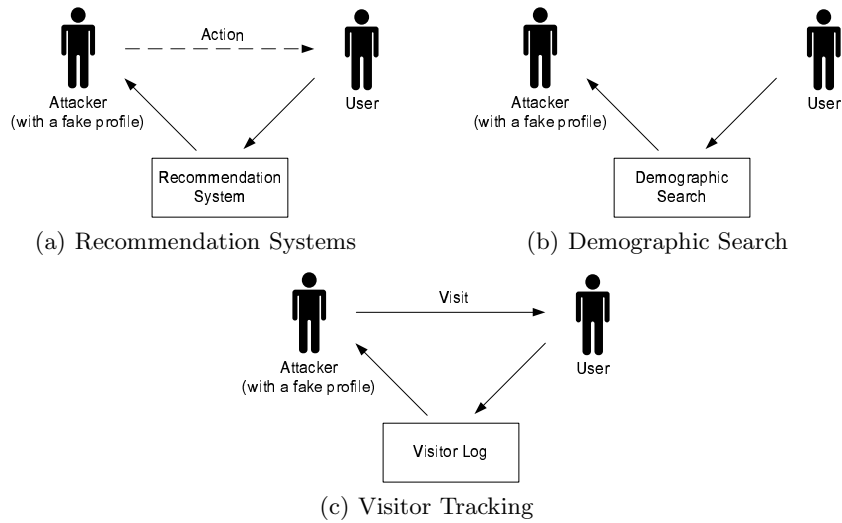 Action
Attacker
(with a fake profile)
User
Recommendation
System
(a) Recommendation Systems
Attacker
(with a fake profile)
User
Demographic
Search
(b) Demographic Search
Visit
Attacker
(with a fake profile)
User
Visitor Log
(c) Visitor Tracking